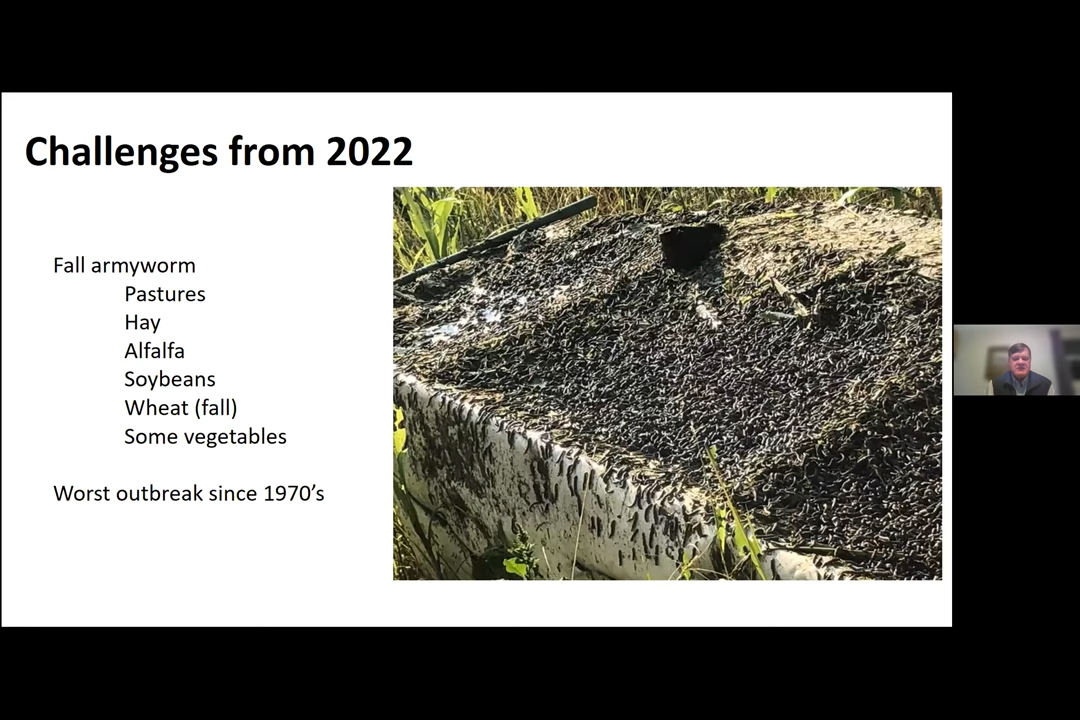 Challenges from 2022
Fall armyworm
Pastures
Hay
Alfalfa
Soybeans
Wheat (fall)
Some vegetables
Worst outbreak since 1970’s